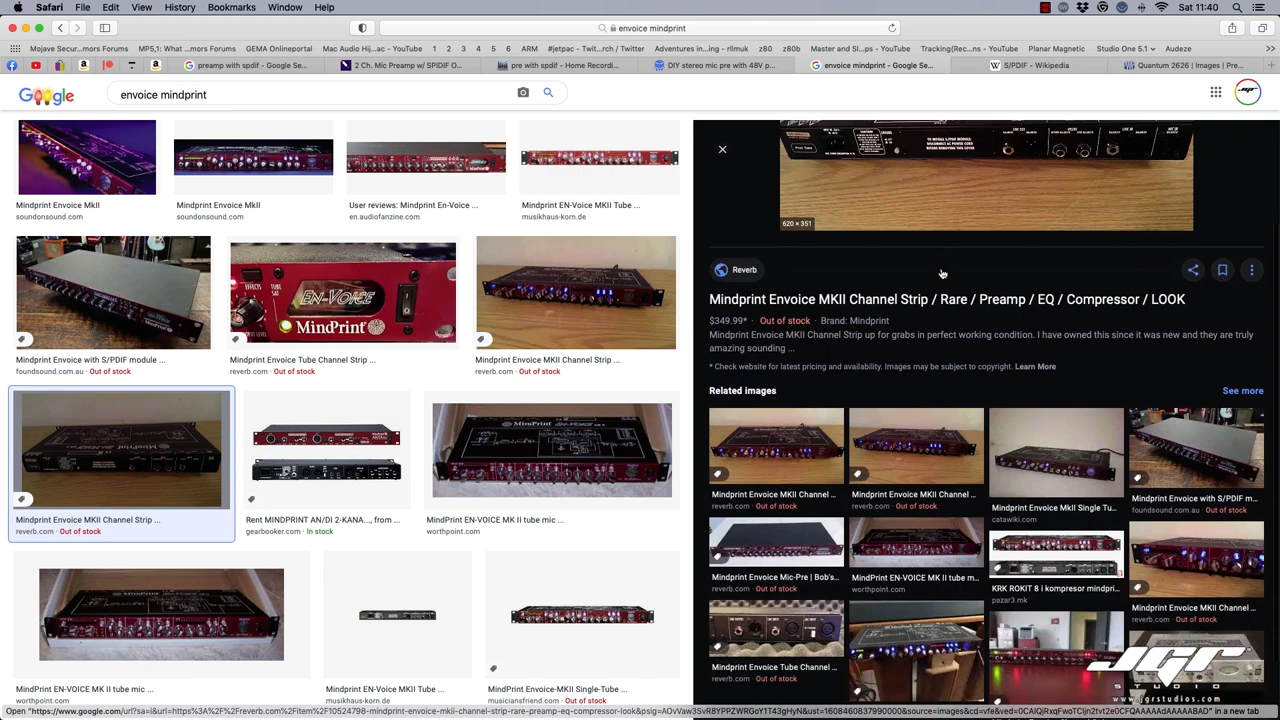 Safari File Edit View History Bookmarks Window Help
Sat 11:40
envoice mindprint
Mojave Secur...mors Forums MP5,1: What ...mors Forums GEMA Onlineportal Mac Audio Hij...c - YouTube 1 2 3 4 5 6 ARM #jetpac - Twit...rch / Twitter Adventures in...ng - rllmuk z80 z80b Master and Sl...ps - YouTube Tracking(Rec...ns) - YouTube Planar Magnetic Studio One 5.1 Audeze
preamp with spdif - Google Se... 2 Ch. Mic Preamp w/ SPIDF O... pre with spdif - Home Recordi... DIY stereo mic pre with 48V p... envoice mindprint - Google Se... S/PDIF - Wikipedia Quantum 2626 | Images | Pre...
Google
envoice mindprint
Mindprint Envoice MkII
soundonsound.com
Mindprint Envoice MkII
soundonsound.com
User reviews: Mindprint En-Voice ...
en.audiofanzine.com
MindPrint EN-Voice MKII Tube ...
musikhaus-korn.de
EN-VOICE
MindPrint
Mindprint Envoice with S/PDIF module ...
foundsound.com.au · Out of stock
Mindprint Envoice Tube Channel Strip ...
reverb.com · Out of stock
Mindprint Envoice MKII Channel Strip ...
reverb.com · Out of stock
Mindprint Envoice MKII Channel Strip ...
reverb.com · Out of stock
Rent MINDPRINT AN/DI 2-KANA..., from ...
gearbooker.com · In stock
MindPrint EN-VOICE MK II tube mic ...
worthpoint.com
MindPrint EN-VOICE MK II tube mic ...
worthpoint.com
MindPrint EN-Voice MKII Tube ...
musikhaus-korn.de
MindPrint Envoice-MKII Single-Tube ...
musiciansfriend.com · Out of stock
620 × 351
Reverb
Mindprint Envoice MKII Channel Strip / Rare / Preamp / EQ / Compressor / LOOK
$349.99* · Out of stock · Brand: Mindprint
Mindprint Envoice MKII Channel Strip up for grabs in perfect working condition. I have owned this since it was new and they are truly
amazing sounding ...
* Check website for latest pricing and availability. Images may be subject to copyright. Learn More
Related images
See more
Mindprint Envoice MKII Channel ...
reverb.com · Out of stock
Mindprint Envoice MKII Channel ...
reverb.com · Out of stock
Mindprint Envoice MKII Single Tu...
catawiki.com
Mindprint Envoice with S/PDIF m...
foundsound.com.au · Out of stock
Mindprint Envoice Mic-Pre | Bob's...
reverb.com · Out of stock
MindPrint EN-VOICE MK II tube m...
worthpoint.com
KRK ROKIT 8 i kompresor mindpri...
pazar3.mk
Mindprint Envoice MKII Channel ...
reverb.com · Out of stock
Mindprint Envoice Tube Channel ...
reverb.com · Out of stock
JGR
STUDIO
www.jgrstudios.com